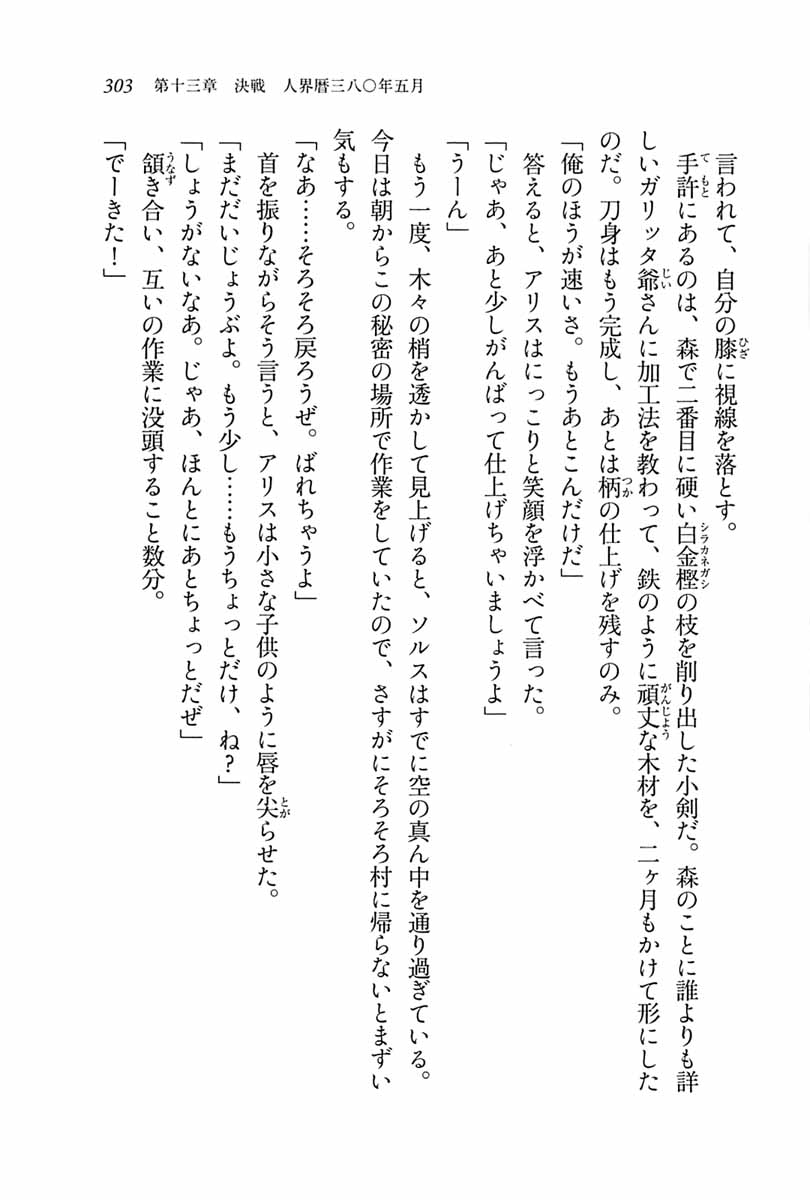 303　第十三章　決戦　人界暦三八〇年五月
言われて、自分の膝に視線を落とす。
手許にあるのは、森で二番目に硬い白金樫の枝を削り出した小剣だ。森のことに誰よりも詳
しいガリッタ爺さんに加工法を教わって、鉄のように頑丈な木材を、二ヶ月もかけて形にした
のだ。刀身はもう完成し、あとは柄の仕上げを残すのみ。
「俺のほうが速いさ。もうあとこんだけだ」
答えると、アリスはにっこりと笑顔を浮かべて言った。
「じゃあ、あと少しがんばって仕上げちゃいましょうよ」
「うーん」
もう一度、木々の梢を透かして見上げると、ソルスはすでに空の真ん中を通り過ぎている。
今日は朝からこの秘密の場所で作業をしていたので、さすがにそろそろ村に帰らないとまずい
気もする。
「なあ……そろそろ戻ろうぜ。ばれちゃうよ」
首を振りながらそう言うと、アリスは小さな子供のように唇を尖らせた。
「まだだいじょうぶよ。もう少し……もうちょっとだけ、ね？」
「しょうがないなあ。じゃあ、ほんとにあとちょっとだぜ」
頷き合い、互いの作業に没頭すること数分。
「でーきた！」